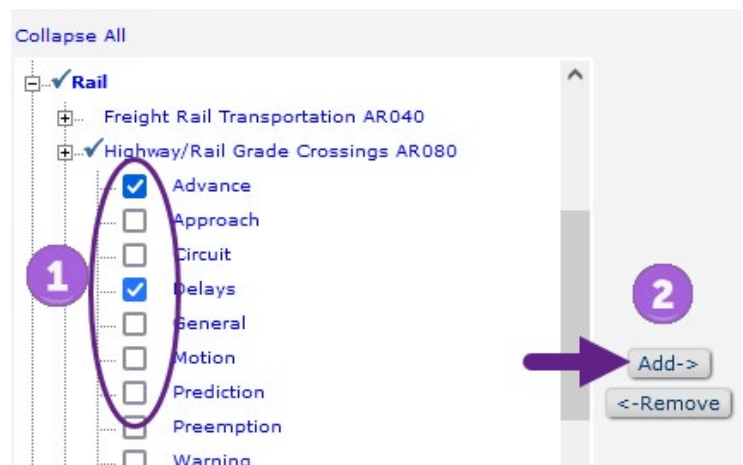 Collapse All
Rail
Freight Rail Transportation AR040
Highway/Rail Grade Crossings AR080
Advance
Approach
Circuit
1
Delays
2
General
Motion
Add->
Prediction
<-Remove
Preemption
Warning